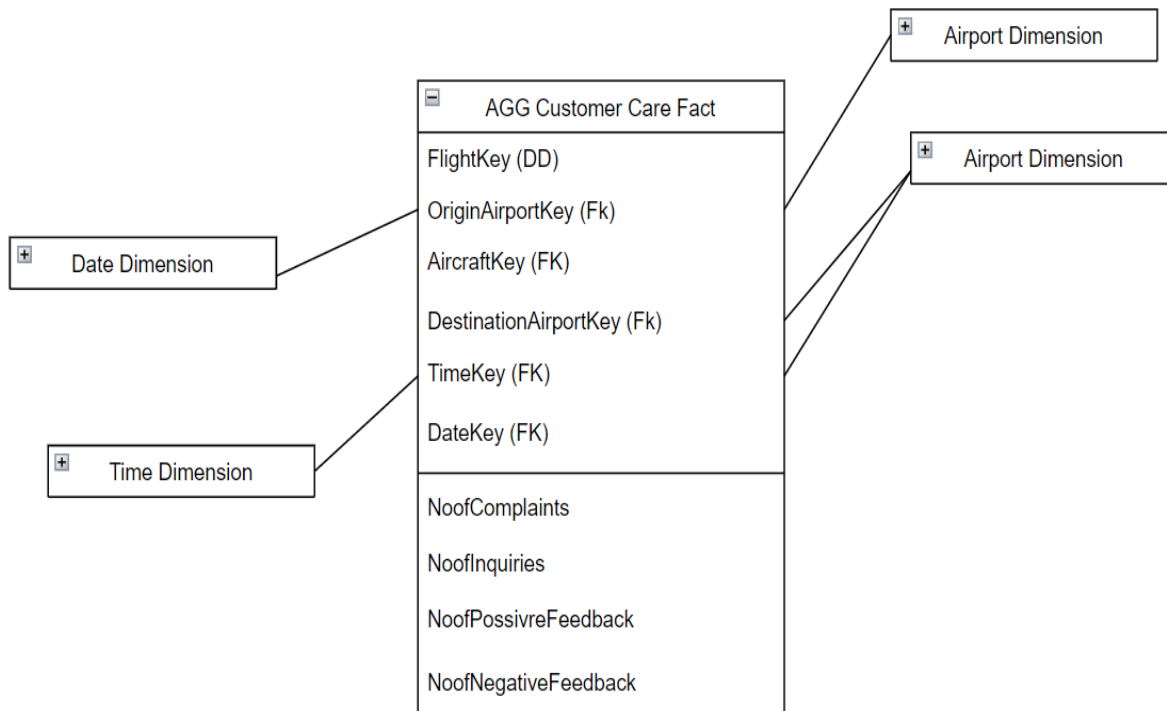 Airport Dimension
AGG Customer Care Fact
FlightKey (DD)
Airport Dimension
OriginAirportKey (Fk)
Date Dimension
AircraftKey (FK)
DestinationAirportKey (Fk)
TimeKey (FK)
DateKey (FK)
Time Dimension
NoofComplaints
NoofInquiries
NoofPossivreFeedback
NoofNegativeFeedback